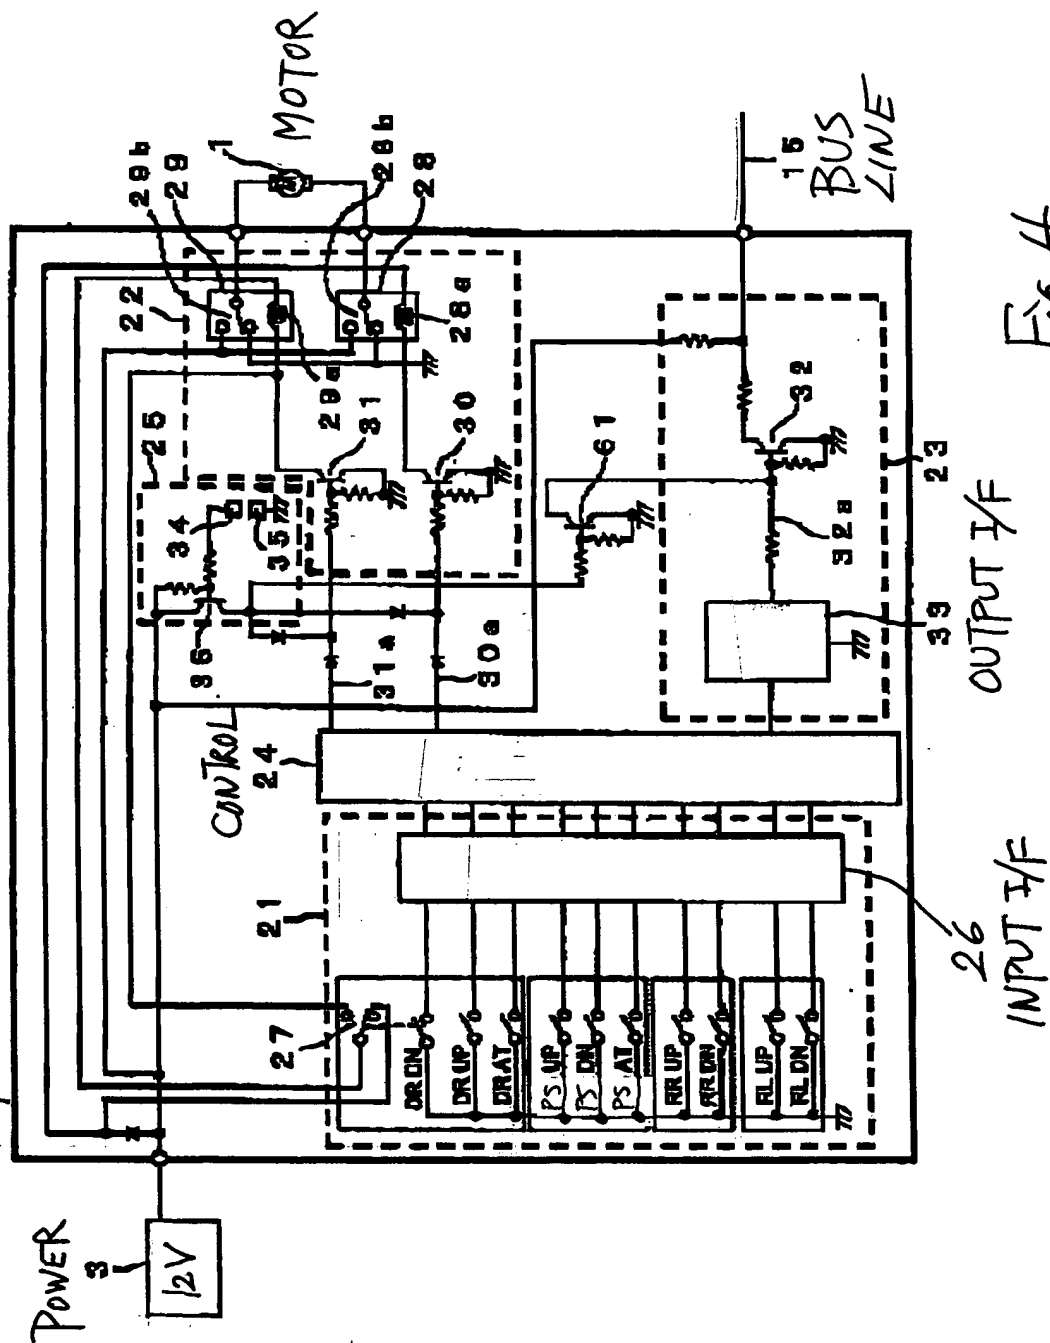 POWER
3
12V
27
DR DN
DR UP
DR AT
PS UP
PS DN
PS AT
RR UP
RR DN
RL UP
RL DN
21
26
INPUT I/F
CONTROL
24
36
31a
30a
34
35
25
22
29b
29
29a
31
30
61
28a
28b
28
1
MOTOR
M
39
32a
32
23
OUTPUT I/F
15
BUS
LINE
Fig 4